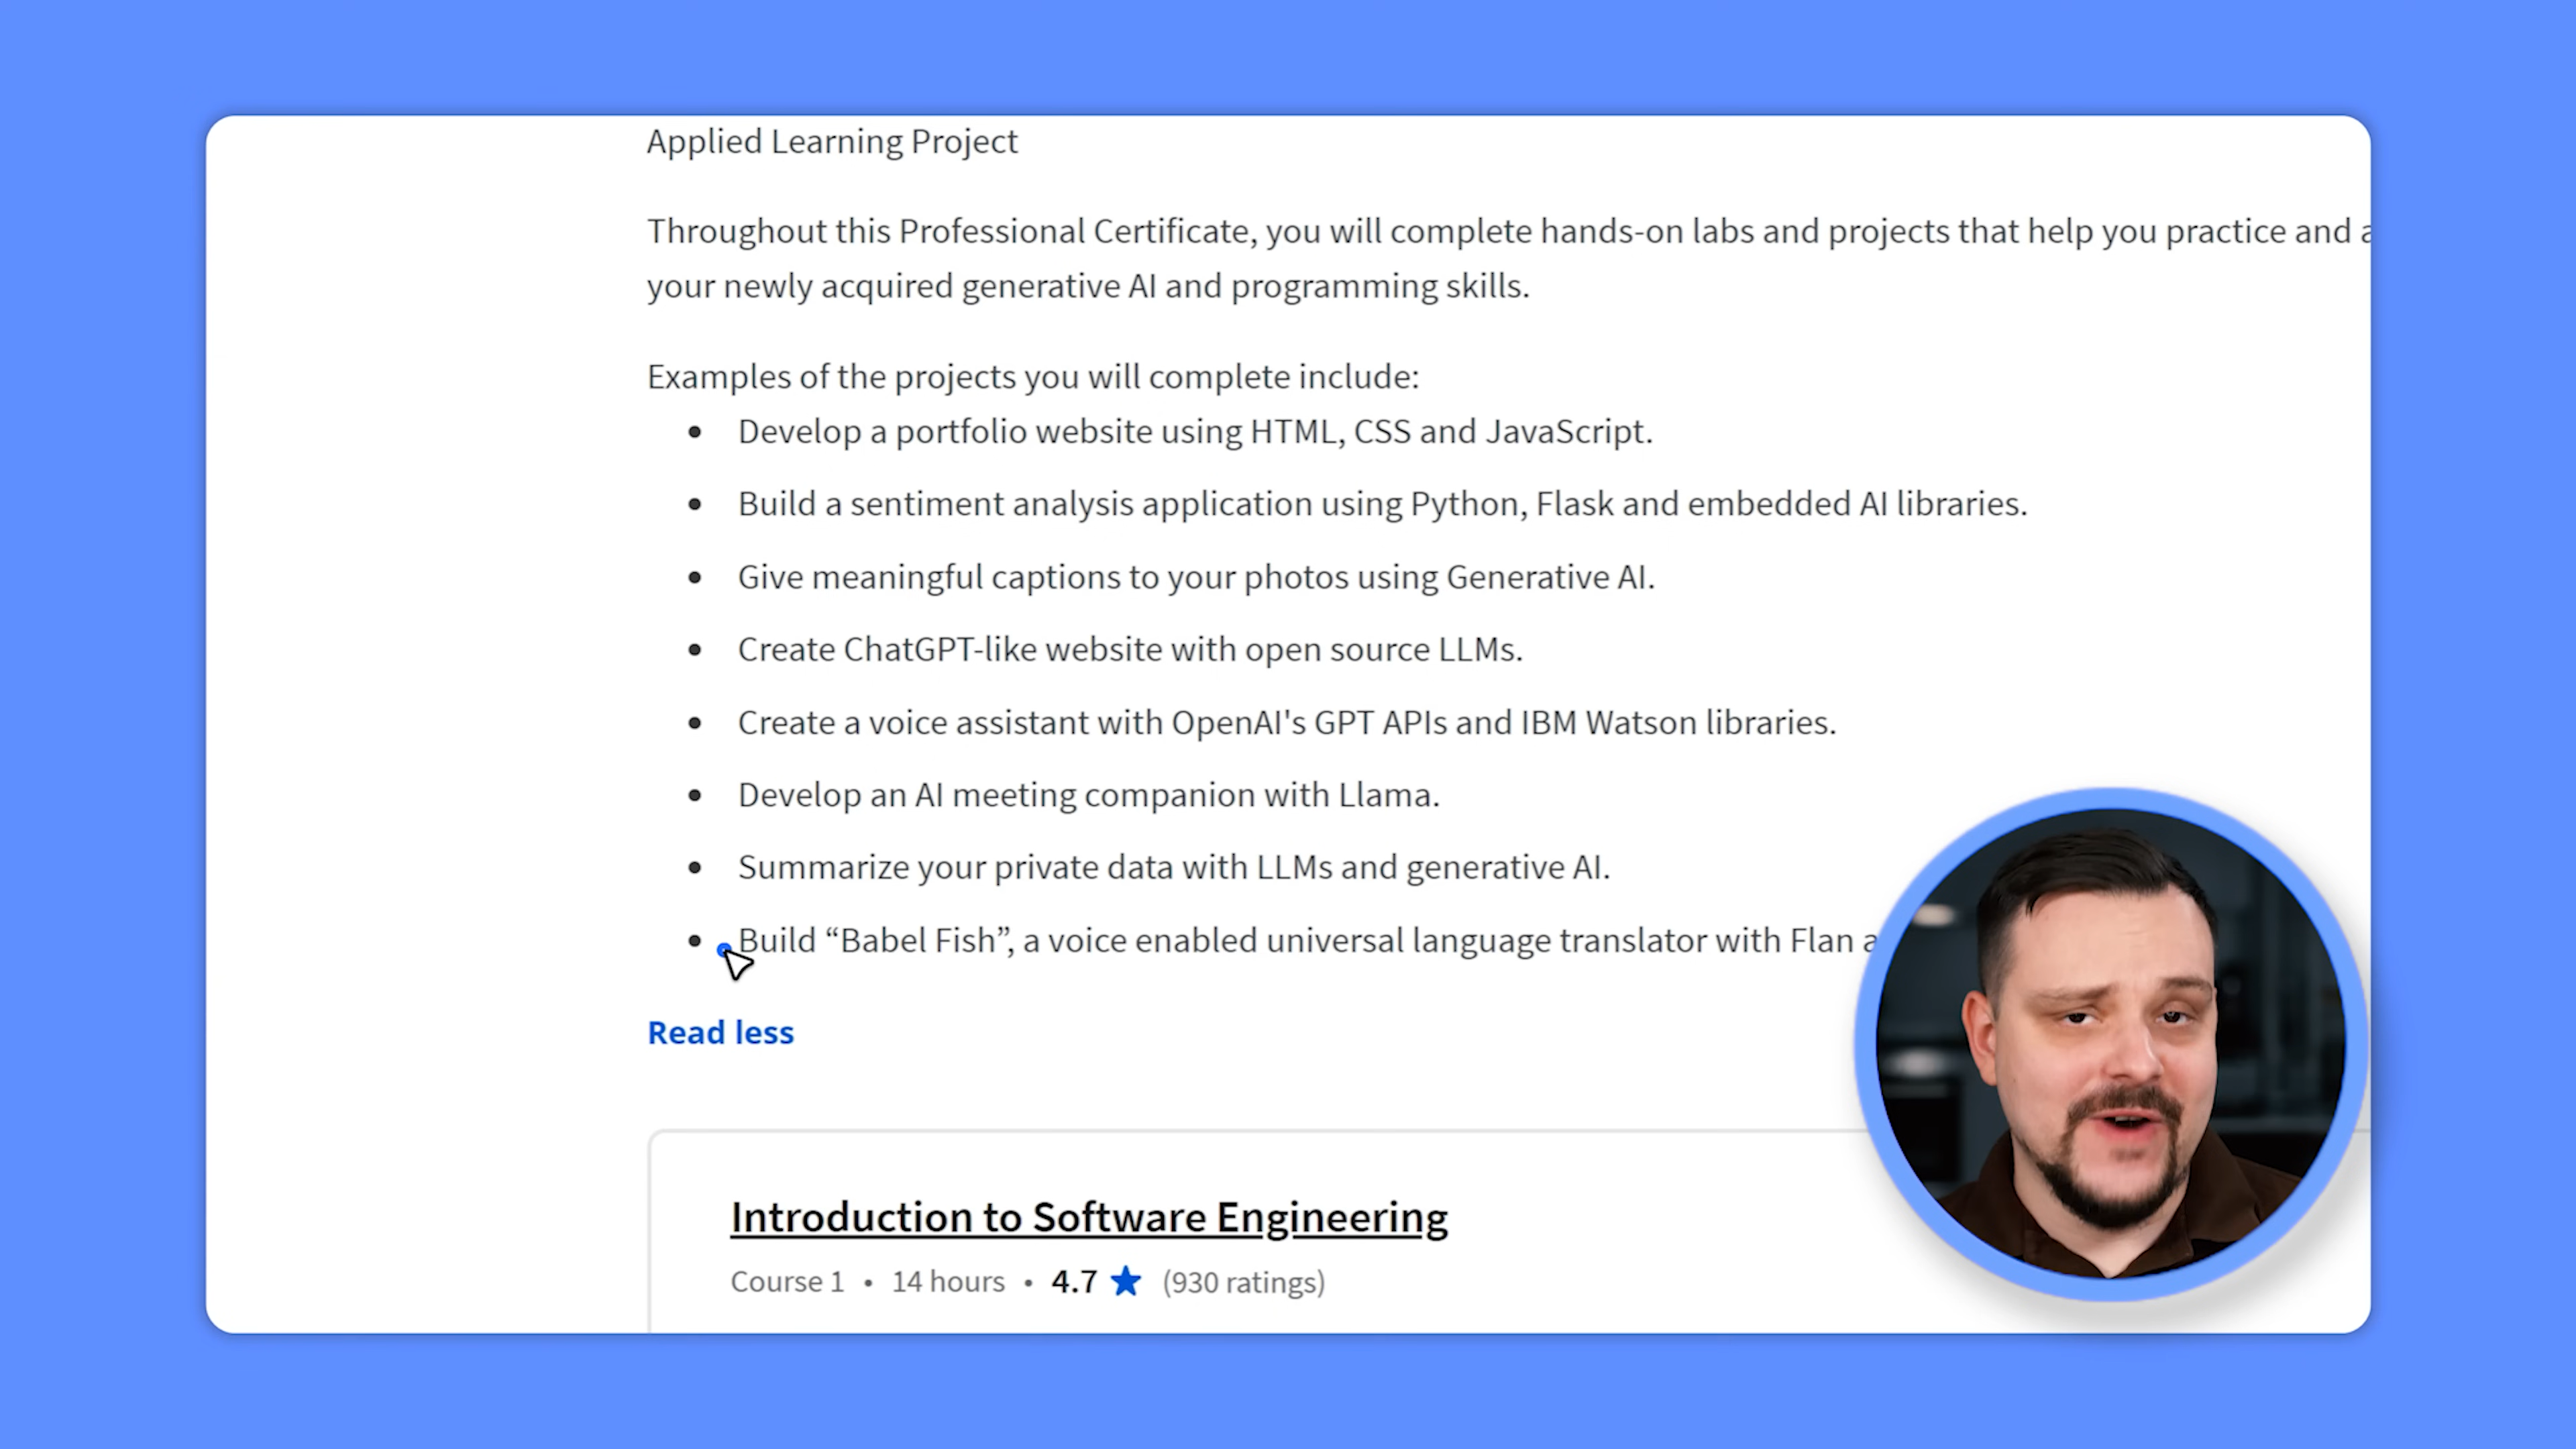 Applied Learning Project
Throughout this Professional Certificate, you will complete hands-on labs and projects that help you practice and
your newly acquired generative AI and programming skills.
Examples of the projects you will complete include:
• Develop a portfolio website using HTML, CSS and JavaScript.
• Build a sentiment analysis application using Python, Flask and embedded AI libraries.
• Give meaningful captions to your photos using Generative AI.
• Create ChatGPT-like website with open source LLMs.
• Create a voice assistant with OpenAI's GPT APIs and IBM Watson libraries.
• Develop an AI meeting companion with Llama.
• Summarize your private data with LLMs and generative AI.
• Build “Babel Fish”, a voice enabled universal language translator with Flan
Read less
Introduction to Software Engineering
Course 1 • 14 hours • 4.7 ★ (930 ratings)